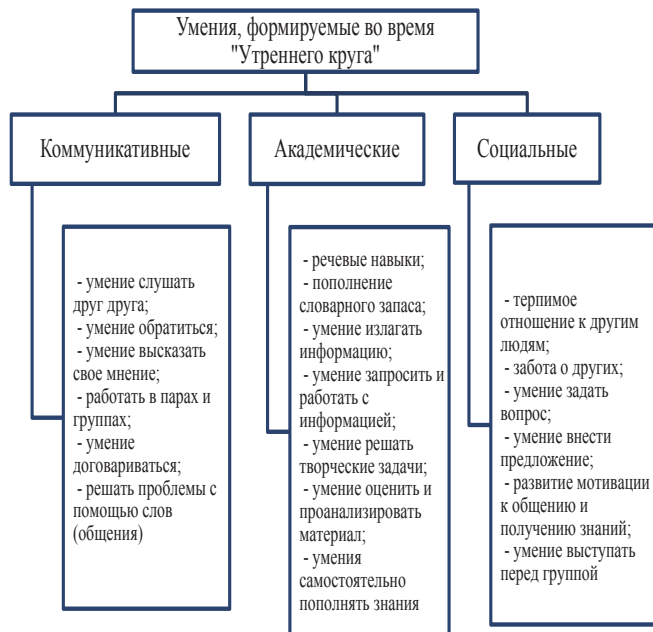 Умения, формируемые во время
"Утреннего круга"
Коммуникативные
Академические
Социальные
- умение слушать
друг друга;
- умение обратиться;
- умение высказать
свое мнение;
- работать в парах и
группах;
- умение
договариваться;
- решать проблемы с
помощью слов
(общения)
- речевые навыки;
- пополнение
словарного запаса;
- умение излагать
информацию;
- умение запросить и
работать с
информацией;
- умение решать
творческие задачи;
- умение оценить и
проанализировать
материал;
- умения
самостоятельно
пополнять знания
- терпимое
отношение к другим
людям;
- забота о других;
- умение задать
вопрос;
- умение внести
предложение;
- развитие мотивации
к общению и
получению знаний;
- умение выступать
перед группой